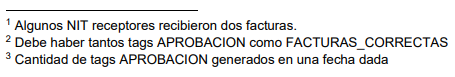 ¹ Algunos NIT receptores recibieron dos facturas.
² Debe haber tantos tags APROBACION como FACTURAS_CORRECTAS
³ Cantidad de tags APROBACION generados en una fecha dada